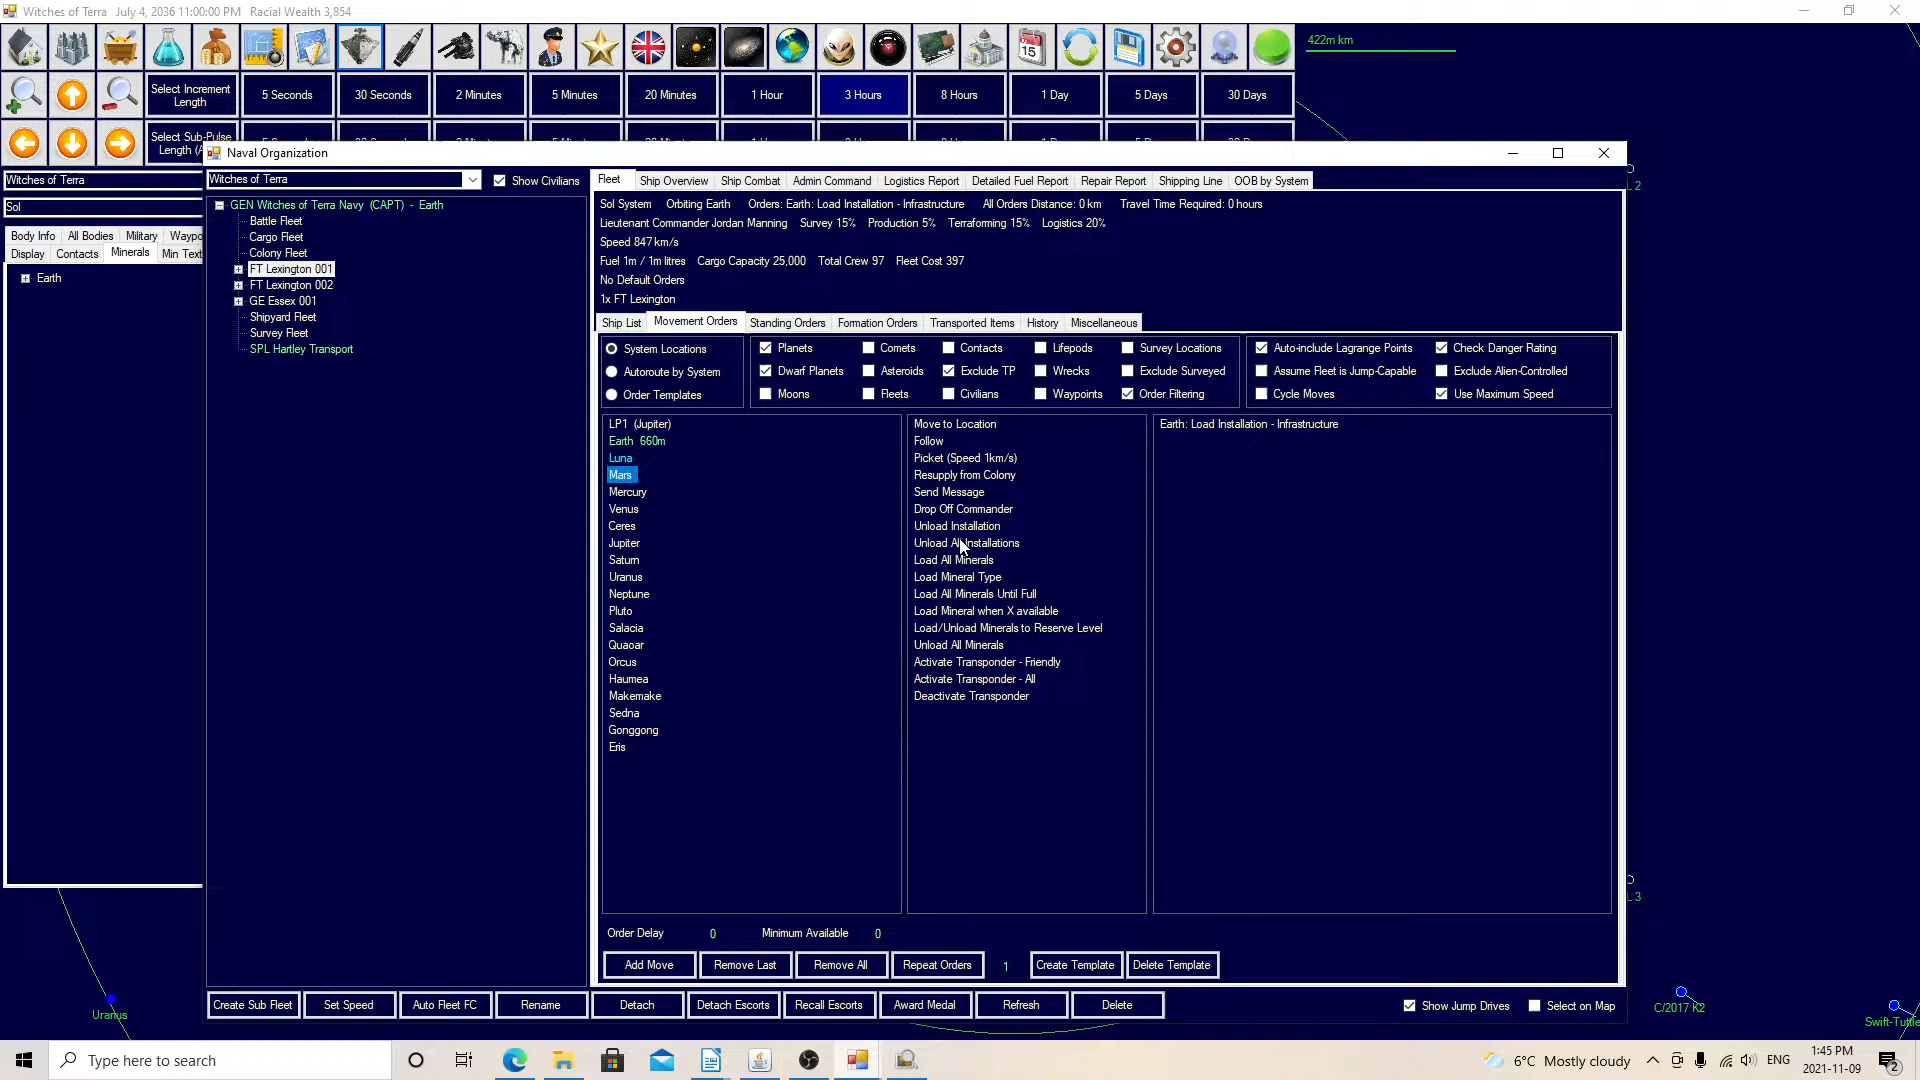 Witches of Terra   July 4, 2036 11:00:00 PM   Racial Wealth 3,854
422m km
Select Increment Length
5 Seconds
30 Seconds
2 Minutes
5 Minutes
20 Minutes
1 Hour
3 Hours
8 Hours
1 Day
5 Days
30 Days
Select Sub-Pulse
Length (A
Naval Organization
Witches of Terra
Sol
Body Info   All Bodies   Military   Waypo
Display   Contacts   Minerals   Min Text
Earth
Witches of Terra   Show Civilians
GEN Witches of Terra Navy  (CAPT)  -  Earth
Battle Fleet
Cargo Fleet
Colony Fleet
FT Lexington 001
FT Lexington 002
GE Essex 001
Shipyard Fleet
Survey Fleet
SPL Hartley Transport
Fleet   Ship Overview   Ship Combat   Admin Command   Logistics Report   Detailed Fuel Report   Repair Report   Shipping Line   OOB by System
Sol System   Orbiting Earth   Orders: Earth: Load Installation - Infrastructure   All Orders Distance: 0 km   Travel Time Required: 0 hours
Lieutenant Commander Jordan Manning   Survey 15%   Production 5%   Terraforming 15%   Logistics 20%
Speed 847 km/s
Fuel 1m / 1m litres   Cargo Capacity 25,000   Total Crew 97   Fleet Cost 397
No Default Orders
1x FT Lexington
Ship List   Movement Orders   Standing Orders   Formation Orders   Transported Items   History   Miscellaneous
System Locations   Planets   Comets   Contacts   Lifepods   Survey Locations   Auto-include Lagrange Points   Check Danger Rating
Autoroute by System   Dwarf Planets   Asteroids   Exclude TP   Wrecks   Exclude Surveyed   Assume Fleet is Jump-Capable   Exclude Alien-Controlled
Order Templates   Moons   Fleets   Civilians   Waypoints   Order Filtering   Cycle Moves   Use Maximum Speed
LP1  (Jupiter)
Earth  660m
Luna
Mars
Mercury
Venus
Ceres
Jupiter
Saturn
Uranus
Neptune
Pluto
Salacia
Quaoar
Orcus
Haumea
Makemake
Sedna
Gonggong
Eris
Move to Location
Follow
Picket (Speed 1km/s)
Resupply from Colony
Send Message
Drop Off Commander
Unload Installation
Unload All Installations
Load All Minerals
Load Mineral Type
Load All Minerals Until Full
Load Mineral when X available
Load/Unload Minerals to Reserve Level
Unload All Minerals
Activate Transponder - Friendly
Activate Transponder - All
Deactivate Transponder
Earth: Load Installation - Infrastructure
Order Delay   0   Minimum Available   0
Add Move   Remove Last   Remove All   Repeat Orders   1   Create Template   Delete Template
Create Sub Fleet   Set Speed   Auto Fleet FC   Rename   Detach   Detach Escorts   Recall Escorts   Award Medal   Refresh   Delete   Show Jump Drives   Select on Map
L 2
L 3
Uranus
C/2017 K2
Swift-Tuttle
Type here to search
6°C   Mostly cloudy   ENG   1:45 PM
2021-11-09
2